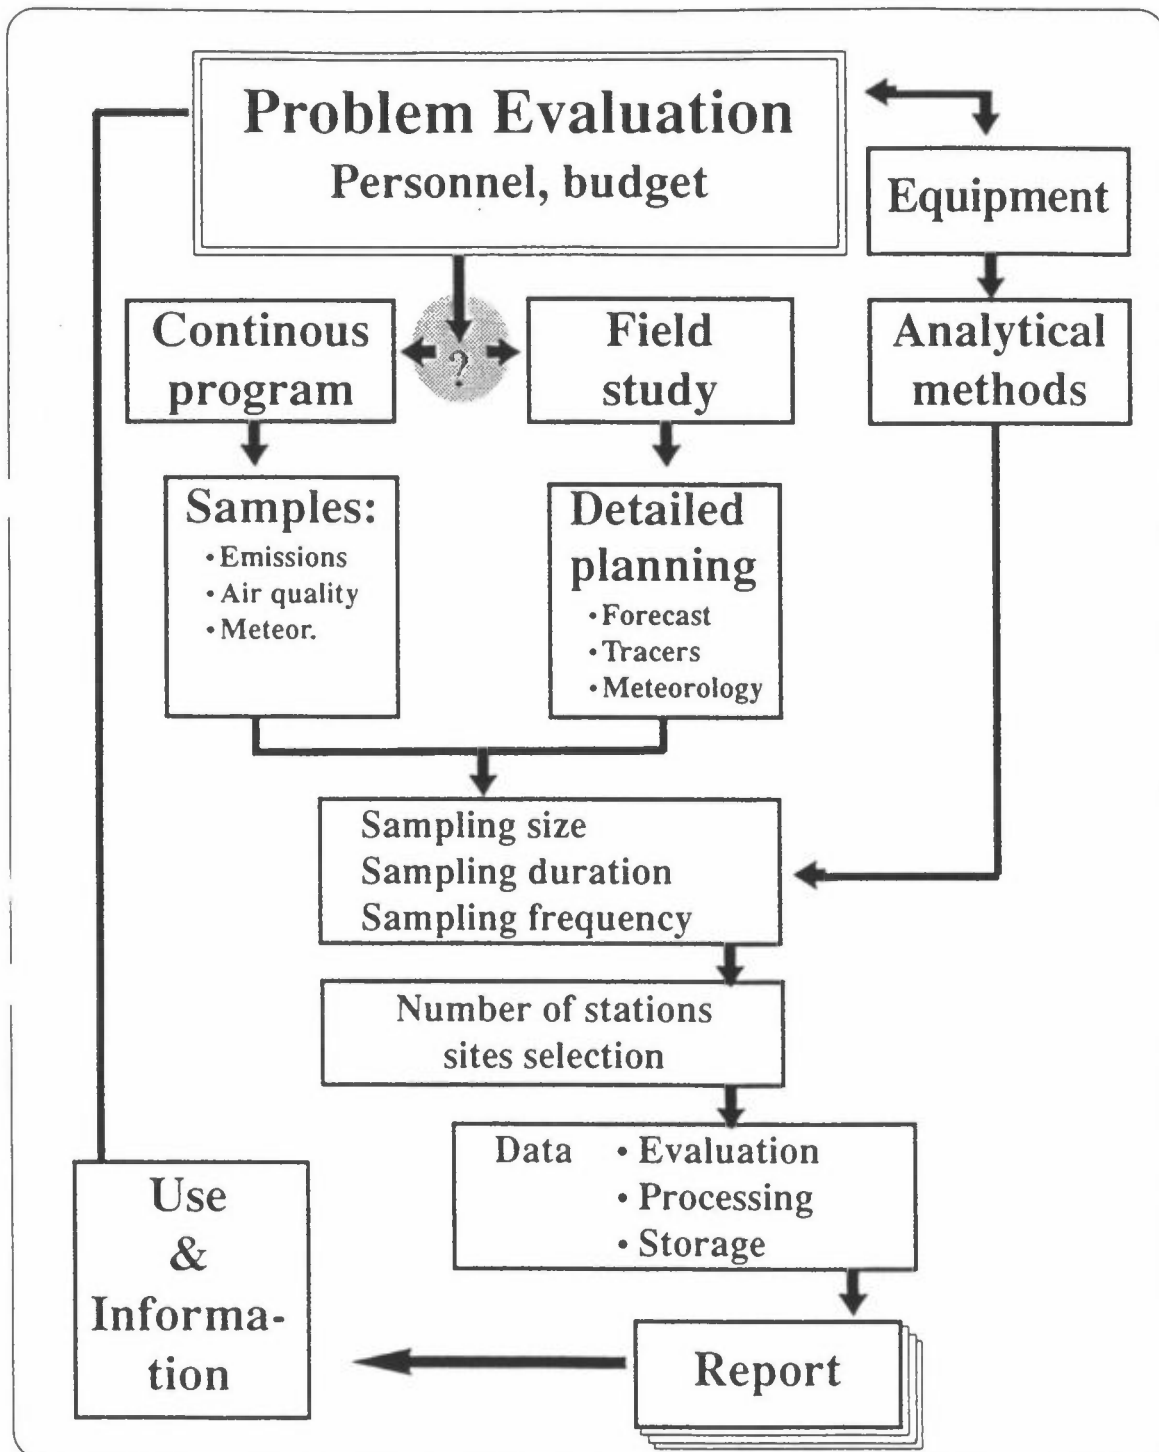 Problem Evaluation
Personnel, budget
Equipment
Continous
program
?
Field
study
Analytical
methods
Samples:
• Emissions
• Air quality
• Meteor.
Detailed
planning
• Forecast
• Tracers
• Meteorology
Sampling size
Sampling duration
Sampling frequency
Number of stations
sites selection
Data • Evaluation
• Processing
• Storage
Use
&
Informa-
tion
Report